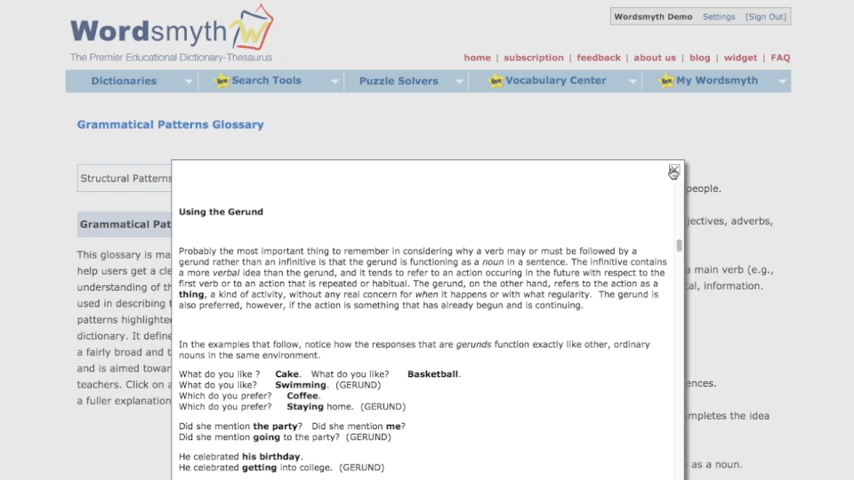 Wordsmyth
The Premier Educational Dictionary-Thesaurus
Wordsmyth Demo Settings [Sign Out]
home | subscription | feedback | about us | blog | widget | FAQ
Dictionaries New Search Tools Puzzle Solvers New Vocabulary Center New My Wordsmyth
Grammatical Patterns Glossary
Structural Patterns
people.
Grammatical Pat
jectives, adverbs,
This glossary is ma
help users get a cle
a main verb (e.g.,
understanding of th
cal, information.
used in describing t
patterns highlighte
dictionary. It define
a fairly broad and t
and is aimed towar
ences.
teachers. Click on a
a fuller explanation
mpletes the idea
as a noun.
Using the Gerund
Probably the most important thing to remember in considering why a verb may or must be followed by a
gerund rather than an infinitive is that the gerund is functioning as a noun in a sentence. The infinitive contains
a more verbal idea than the gerund, and it tends to refer to an action occuring in the future with respect to the
first verb or to an action that is repeated or habitual. The gerund, on the other hand, refers to the action as a
thing, a kind of activity, without any real concern for when it happens or with what regularity. The gerund is
also preferred, however, if the action is something that has already begun and is continuing.
In the examples that follow, notice how the responses that are gerunds function exactly like other, ordinary
nouns in the same environment.
What do you like ? Cake. What do you like? Basketball.
What do you like? Swimming. (GERUND)
Which do you prefer? Coffee.
Which do you prefer? Staying home. (GERUND)
Did she mention the party? Did she mention me?
Did she mention going to the party? (GERUND)
He celebrated his birthday.
He celebrated getting into college. (GERUND)